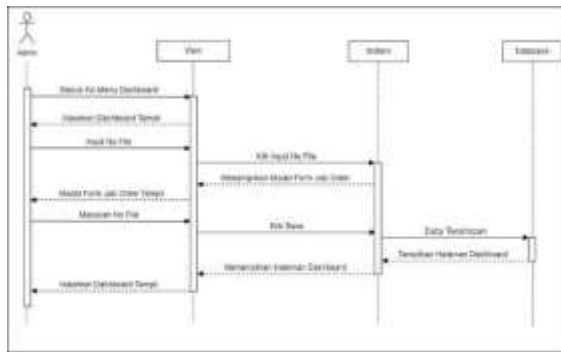 Admin
View
Sistem
Database
Masuk Ke Menu Dashboard
Halaman Dashboard Tampil
Input No File
Klik Input No File
Menampilkan Modal Form Job Order
Modal Form Job Order Tampil
Masukan No File
Klik Save
Data Tersimpan
Tampilkan Halaman Dashboard
Menampilkan Halaman Dashboard
Halaman Dashboard Tampil